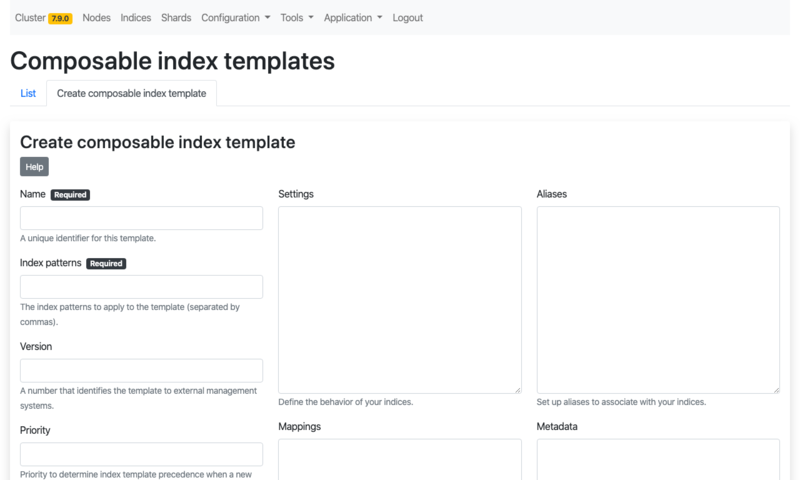 Cluster 7.9.0 Nodes Indices Shards Configuration Tools Application Logout
Composable index templates
List Create composable index template
Create composable index template
Help
Name Required
A unique identifier for this template.
Index patterns Required
The index patterns to apply to the template (separated by
commas).
Version
A number that identifies the template to external management
systems.
Priority
Priority to determine index template precedence when a new
Settings
Define the behavior of your indices.
Mappings
Aliases
Set up aliases to associate with your indices.
Metadata